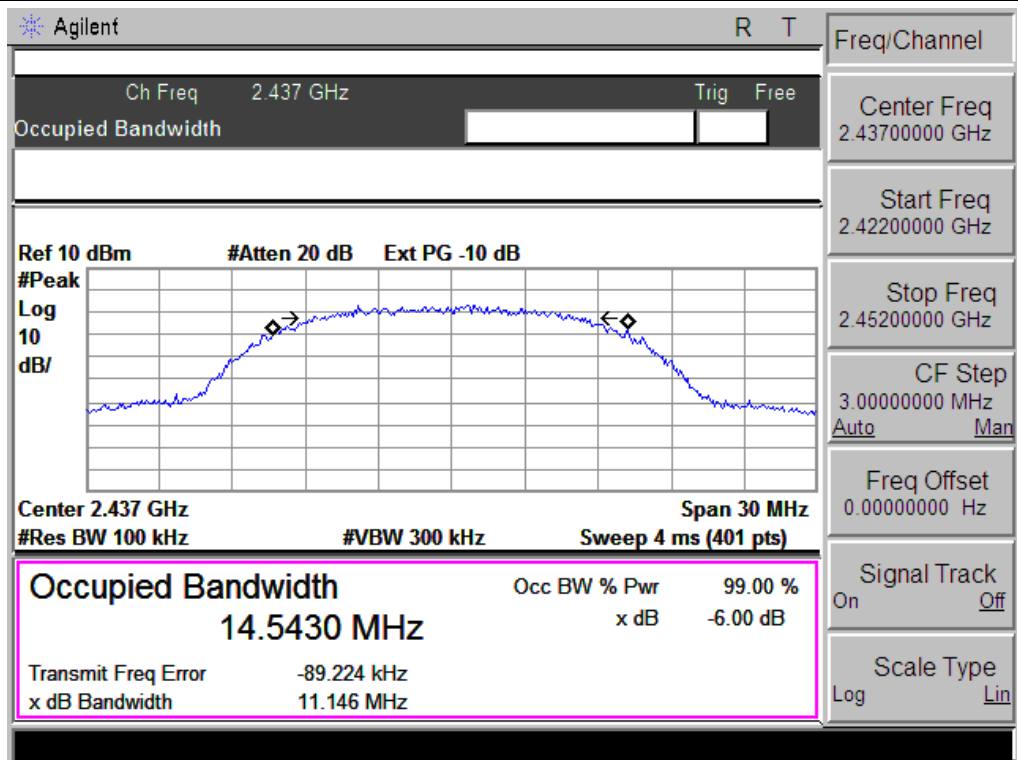 Agilent R T
Ch Freq 2.437 GHz Trig Free
Occupied Bandwidth
Ref 10 dBm #Atten 20 dB Ext PG -10 dB
#Peak
Log
10
dB/
Center 2.437 GHz Span 30 MHz
#Res BW 100 kHz #VBW 300 kHz Sweep 4 ms (401 pts)
Occupied Bandwidth Occ BW % Pwr 99.00 %
14.5430 MHz x dB -6.00 dB
Transmit Freq Error -89.224 kHz
x dB Bandwidth 11.146 MHz
Freq/Channel
Center Freq
2.43700000 GHz
Start Freq
2.42200000 GHz
Stop Freq
2.45200000 GHz
CF Step
3.00000000 MHz
Auto Man
Freq Offset
0.00000000 Hz
Signal Track
On Off
Scale Type
Log Lin